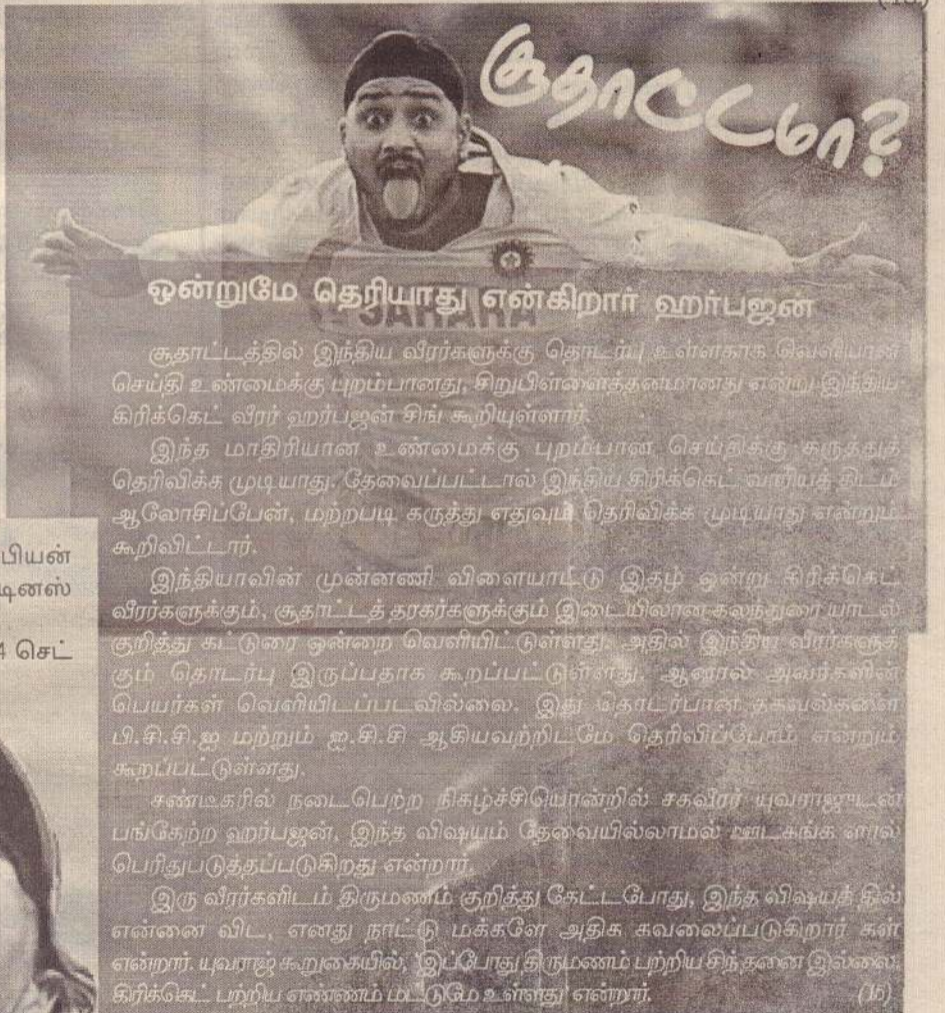 சூதாட்டமா?
SAHARA
ஒன்றுமே தெரியாது என்கிறார் ஹர்பஜன்
சூதாட்டத்தில் இந்திய வீரர்களுக்கு தொடர்பு உள்ளதாக வெளியான
செய்தி உண்மைக்கு புறம்பானது, சிறுபிள்ளைத்தனமானது என்று இந்திய
கிரிக்கெட் வீரர் ஹர்பஜன் சிங் கூறியுள்ளார்.
இந்த மாதிரியான உண்மைக்கு புறம்பான செய்திக்கு கருத்துத்
தெரிவிக்க முடியாது. தேவைப்பட்டால் இந்திய கிரிக்கெட் வாரியத் திடம்
ஆலோசிப்பேன், மற்றபடி கருத்து எதுவும் தெரிவிக்க முடியாது என்றும்
கூறிவிட்டார்.
இந்தியாவின் முன்னணி விளையாட்டு இதழ் ஒன்று கிரிக்கெட்
வீரர்களுக்கும், சூதாட்டத் தரகர்களுக்கும் இடையிலான கலந்துரை யாடல்
குறித்து கட்டுரை ஒன்றை வெளியிட்டுள்ளது. அதில் இந்திய வீரர்களுக்
கும் தொடர்பு இருப்பதாக கூறப்பட்டுள்ளது. ஆனால் அவர்களின்
பெயர்கள் வெளியிடப்படவில்லை. இது தொடர்பான தகவல்களை
பி.சி.சி.ஐ மற்றும் ஐ.சி.சி ஆகியவற்றிடமே தெரிவிப்போம் என்றும்
கூறப்பட்டுள்ளது.
சண்டீகரில் நடைபெற்ற நிகழ்ச்சியொன்றில் சகவீரர் யுவராஜுடன்
பங்கேற்ற ஹர்பஜன், இந்த விஷயம் தேவையில்லாமல் ஊடகங்க ளால்
பெரிதுபடுத்தப்படுகிறது என்றார்.
இரு வீரர்களிடம் திருமணம் குறித்து கேட்டபோது, இந்த விஷயத் தில்
என்னை விட, எனது நாட்டு மக்களே அதிக கவலைப்படுகிறார் கள்
என்றார். யுவராஜ் கூறுகையில், 'இப்போது திருமணம் பற்றிய சிந்தனை இல்லை.
கிரிக்கெட் பற்றிய எண்ணம் மட்டுமே உள்ளது' என்றார். (15)
பியன்
டினஸ்
4 செட்